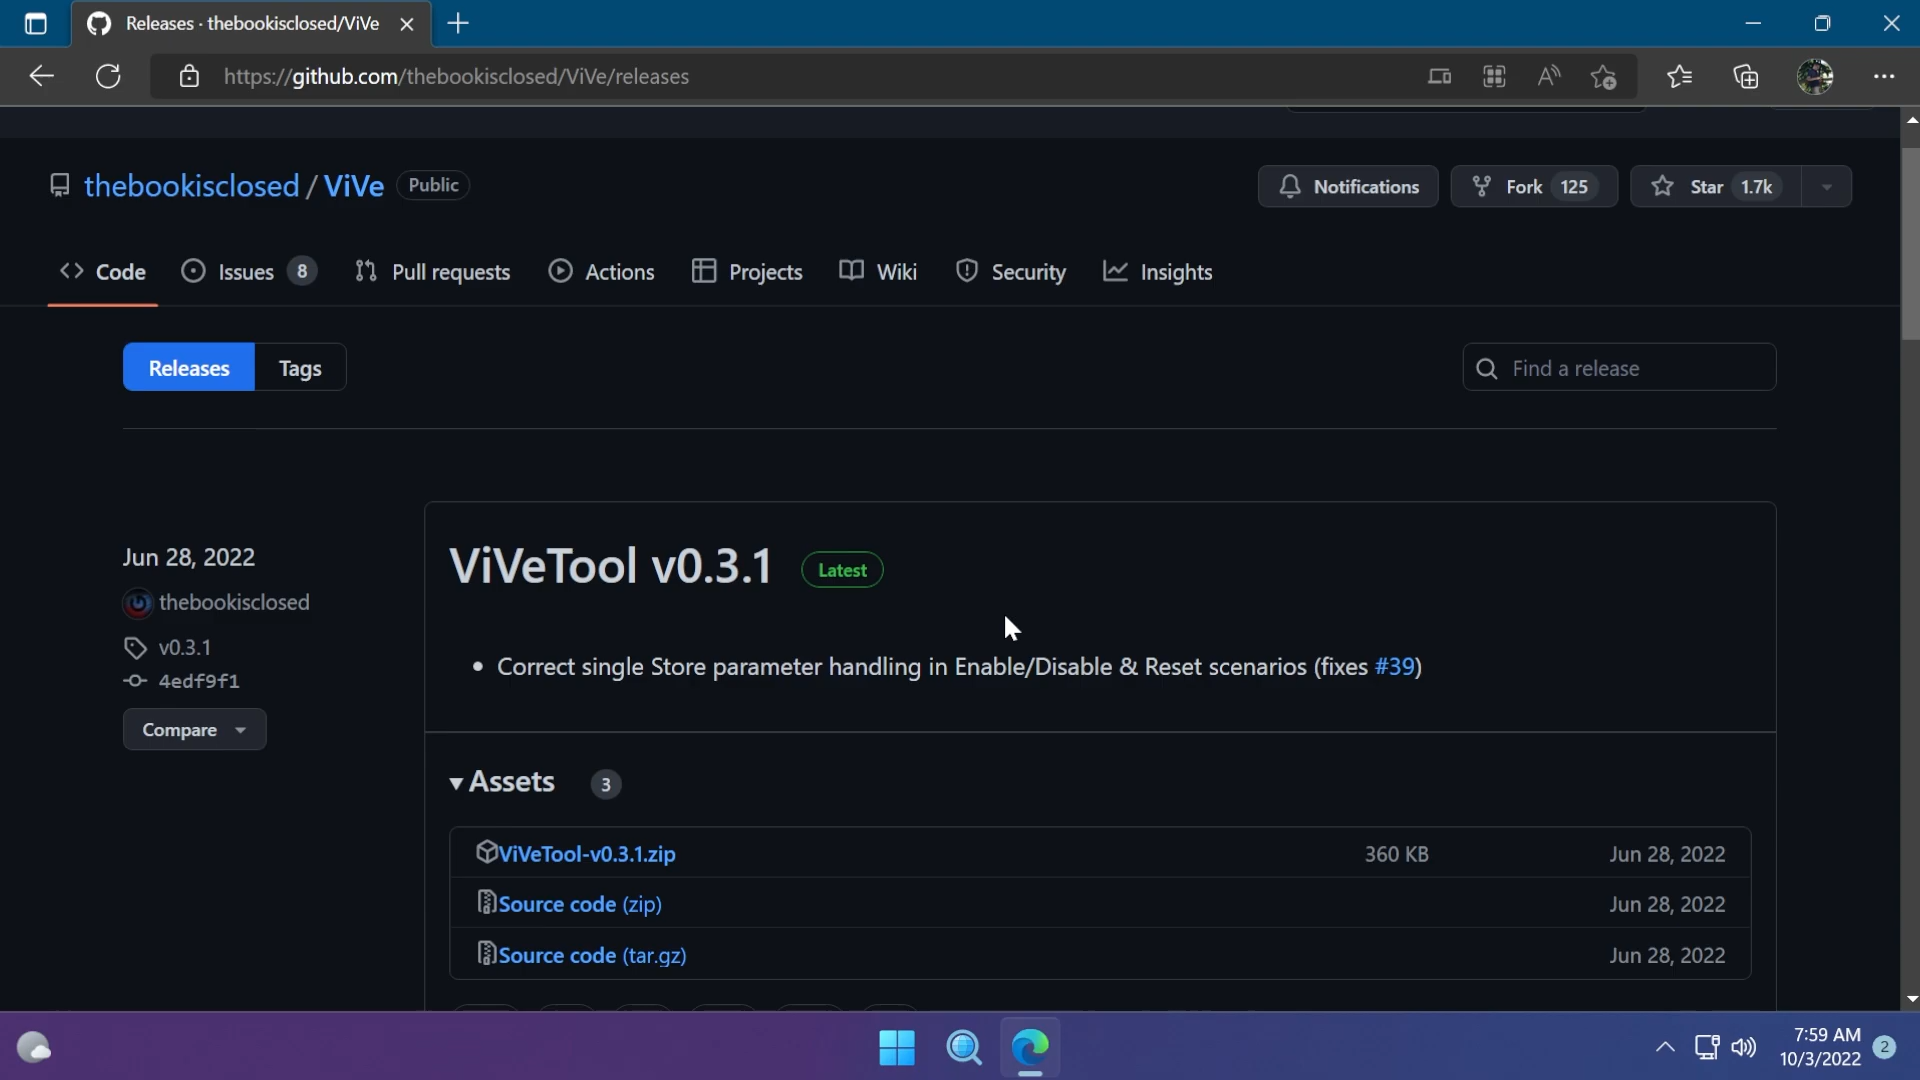 Releases · thebookisclosed/ViVe
https://github.com/thebookisclosed/ViVe/releases
thebookisclosed / ViVe Public
Notifications Fork 125 Star 1.7k
Code Issues 8 Pull requests Actions Projects Wiki Security Insights
Releases Tags Find a release
Jun 28, 2022
thebookisclosed
v0.3.1
4edf9f1
Compare
ViVeTool v0.3.1 Latest
• Correct single Store parameter handling in Enable/Disable & Reset scenarios (fixes #39)
Assets 3
ViVeTool-v0.3.1.zip 360 KB Jun 28, 2022
Source code (zip) Jun 28, 2022
Source code (tar.gz) Jun 28, 2022
7:59 AM
10/3/2022 2